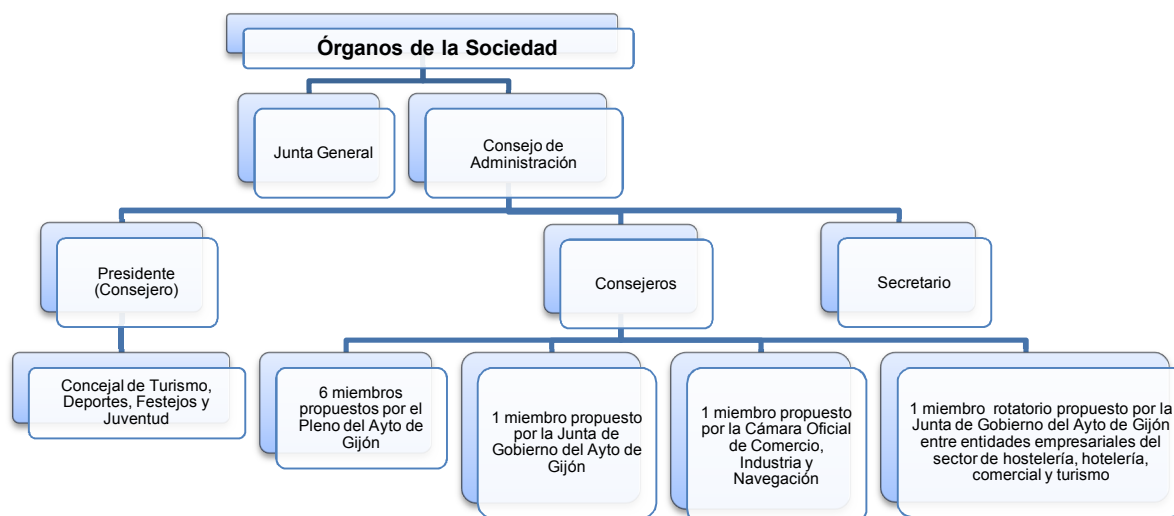 Órganos de la Sociedad
Junta General
Consejo de
Administración
Presidente
(Consejero)
Consejeros
Secretario
Concejal de Turismo,
Deportes, Festejos y
Juventud
6 miembros
propuestos por el
Pleno del Ayto de
Gijón
1 miembro propuesto
por la Junta de
Gobierno del Ayto de
Gijón
1 miembro propuesto
por la Cámara Oficial
de Comercio,
Industria y
Navegación
1 miembro rotatorio propuesto por la
Junta de Gobierno del Ayto de Gijón
entre entidades empresariales del
sector de hostelería, hotelería,
comercial y turismo